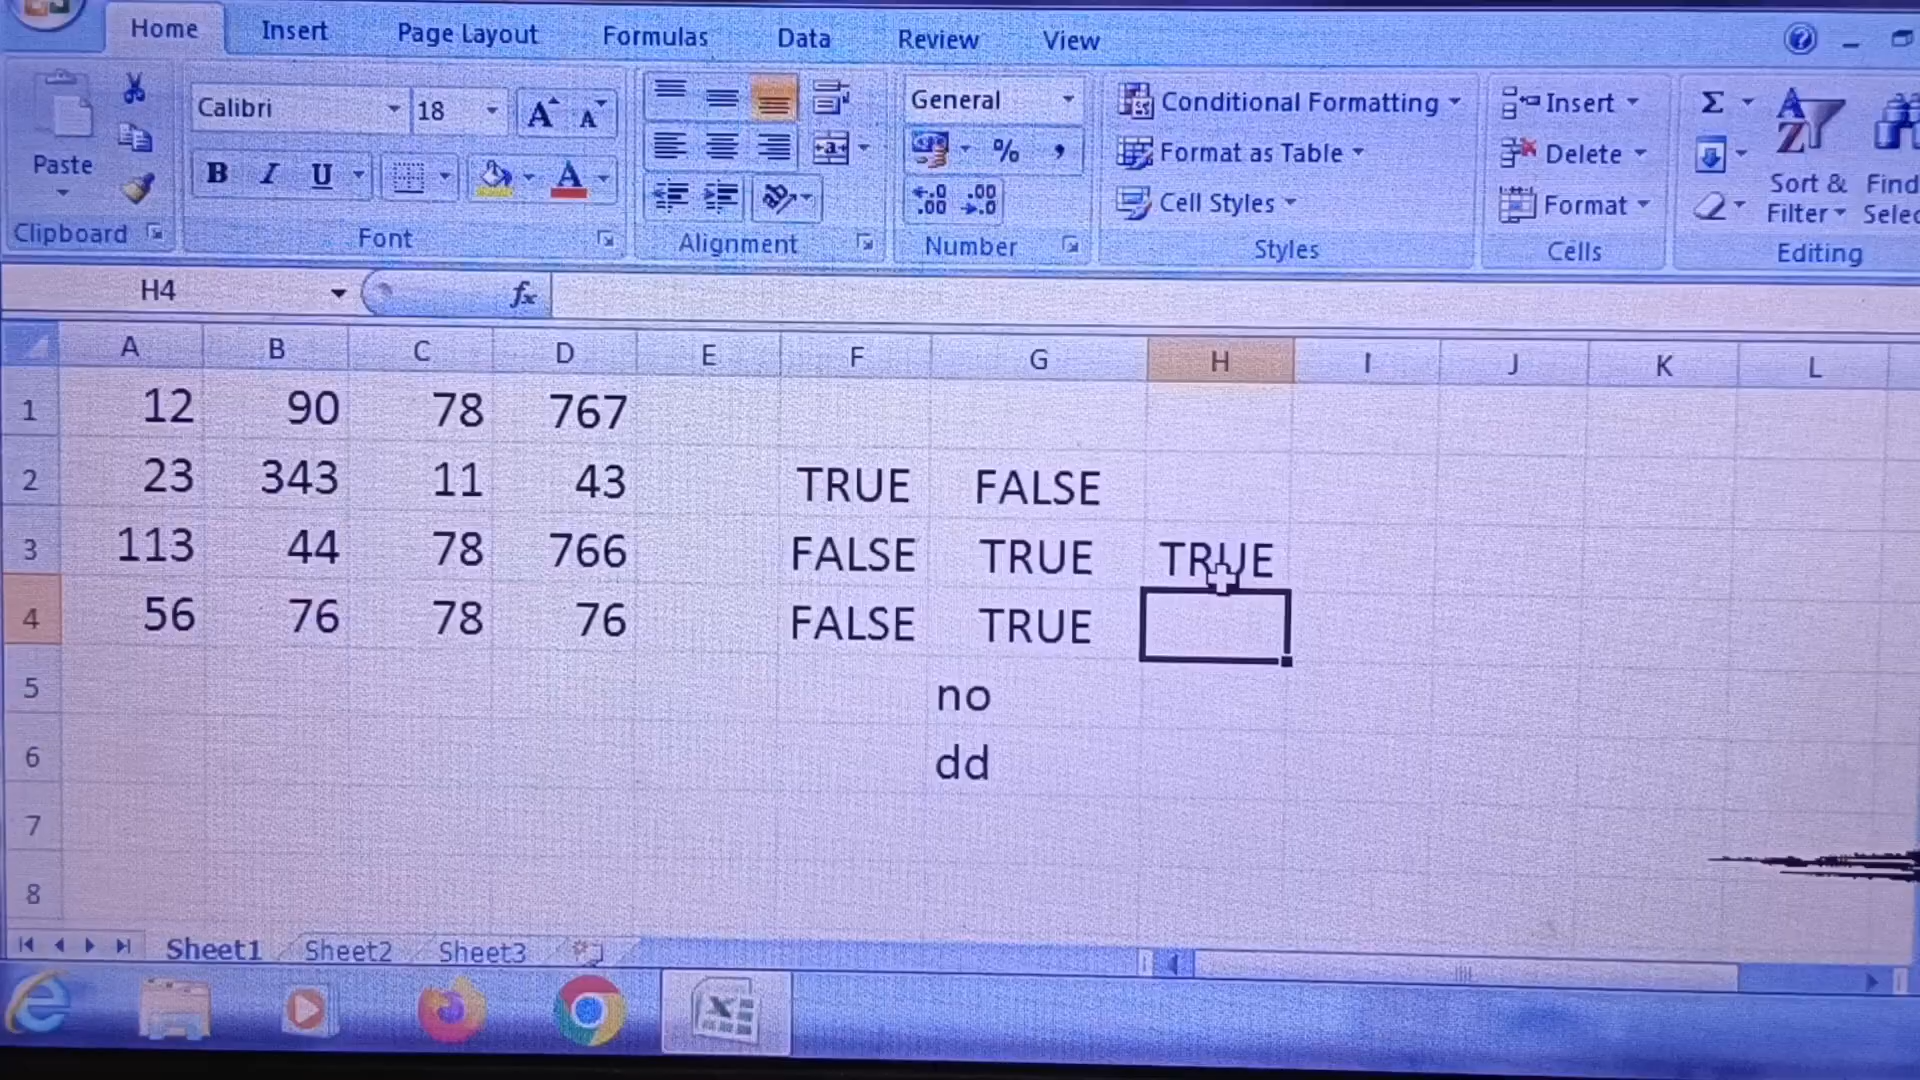 Home Insert Page Layout Formulas Data Review View
Calibri 18 General Conditional Formatting Insert Σ
Paste B I U % , Format as Table Delete Sort & Find
Cell Styles Format Filter Selec
Clipboard Font Alignment Number Styles Cells Editing
H4 fx
A B C D E F G H I J K L
1 12 90 78 767
2 23 343 11 43 TRUE FALSE
3 113 44 78 766 FALSE TRUE TRUE
4 56 76 78 76 FALSE TRUE
5 no
6 dd
7
8
Sheet1 Sheet2 Sheet3